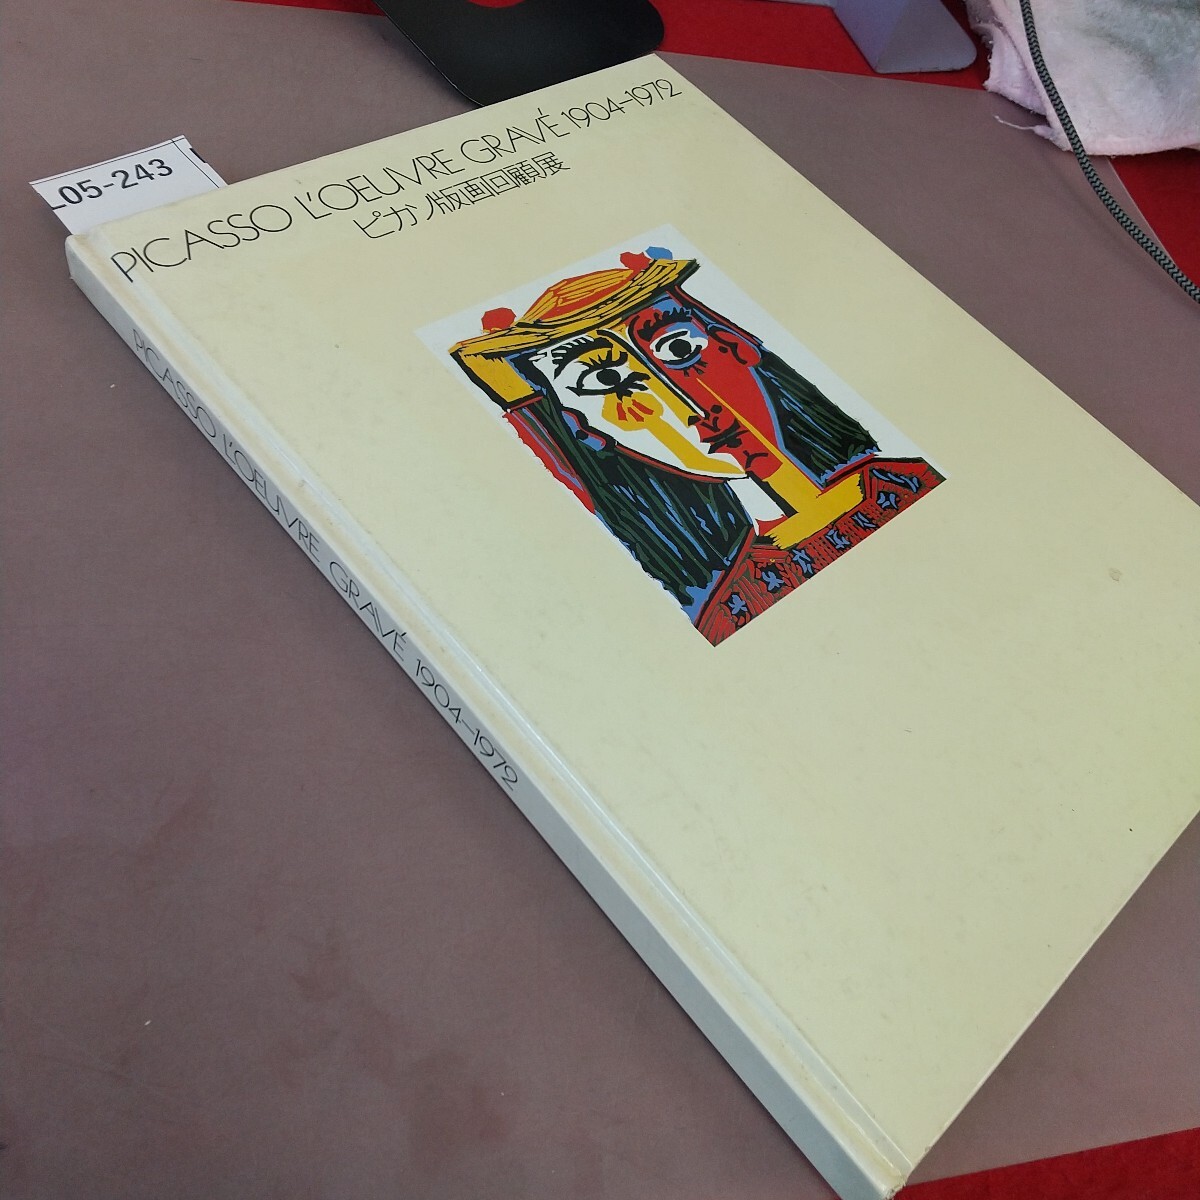 L05-243
PICASSO L'OEUVRE GRAVÉ 1904–1972
ピカソ版画回顧展
PICASSO L'OEUVRE GRAVÉ 1904–1972